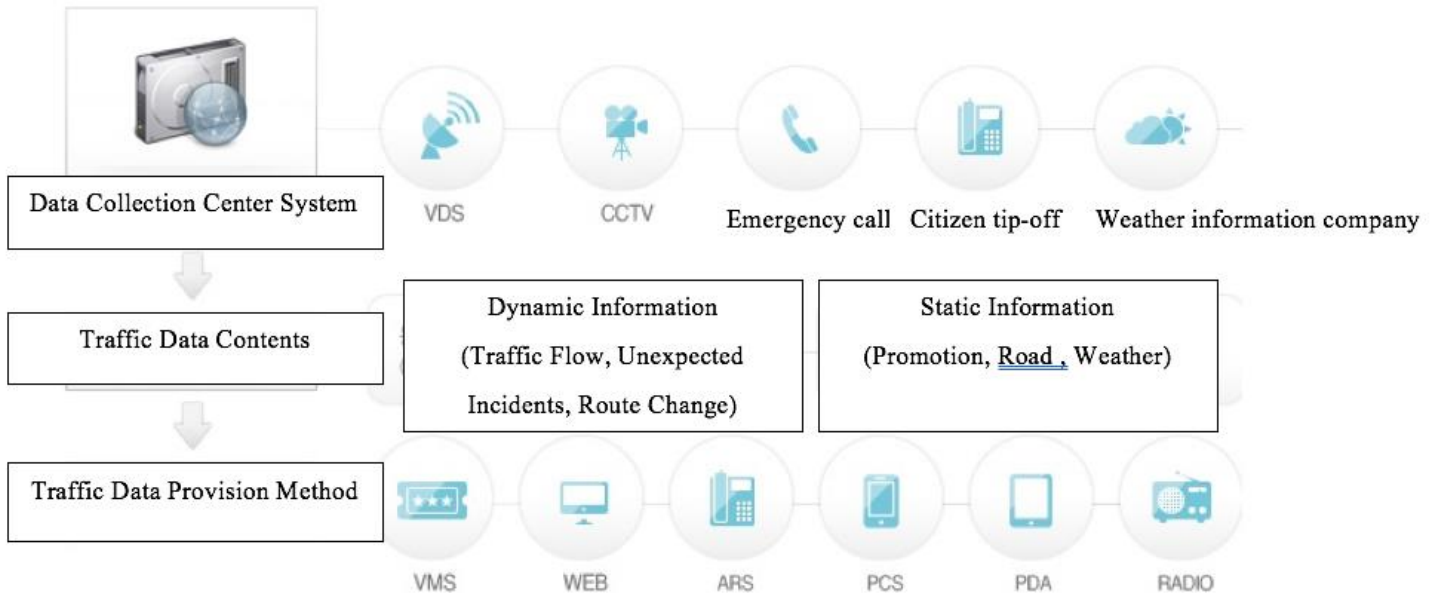 VDS
CCTV
Emergency call
Citizen tip-off
Weather information company
Data Collection Center System
Traffic Data Contents
Dynamic Information
(Traffic Flow, Unexpected
Incidents, Route Change)
Static Information
(Promotion, Road , Weather)
Traffic Data Provision Method
VMS
WEB
ARS
PCS
PDA
RADIO